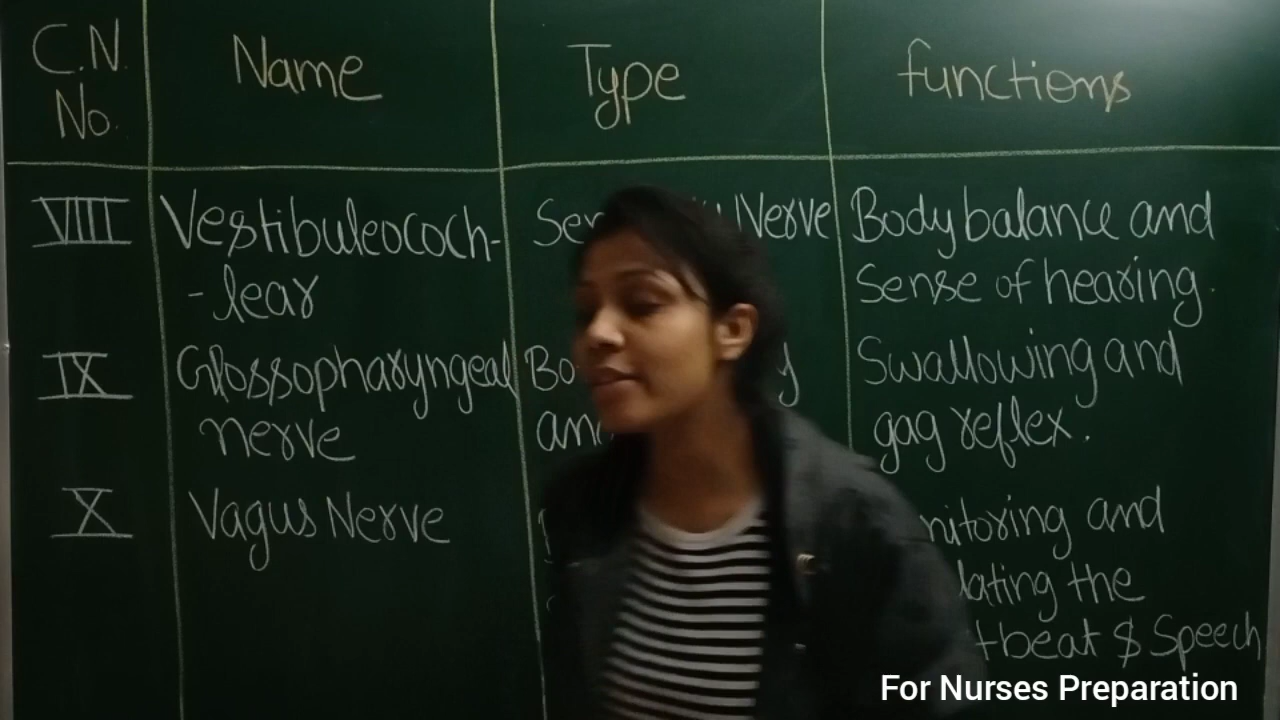 C.N. No.
Name
Type
functions
VIII
Vestibuleococh-
-lear
Nerve
Body balance and
Sense of hearing.
IX
Glossopharyngeal
nerve
Swallowing and
gag reflex.
X
Vagus Nerve
and
the
& Speech
For Nurses Preparation